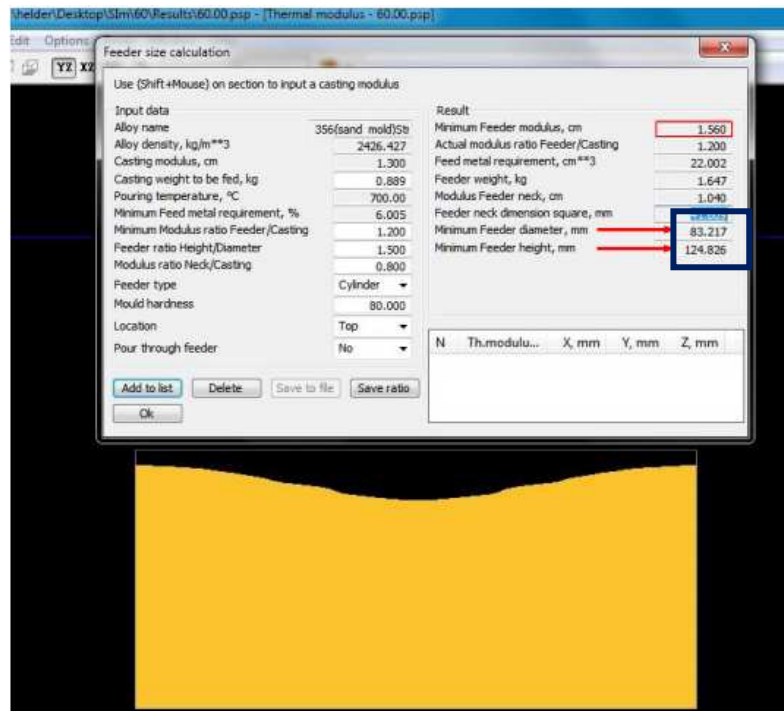 \helder\Desktop\SIm\60\Results\60.00.psp - [Thermal modulus - 60.00.psp]
Edit Options
YZ XZ
Feeder size calculation
Use (Shift+Mouse) on section to input a casting modulus
Input data
Alloy name 356(sand mold)Str
Alloy density, kg/m**3 2426.427
Casting modulus, cm 1.300
Casting weight to be fed, kg 0.889
Pouring temperature, °C 700.00
Minimum Feed metal requirement, % 6.005
Minimum Modulus ratio Feeder/Casting 1.200
Feeder ratio Height/Diameter 1.500
Modulus ratio Neck/Casting 0.800
Feeder type Cylinder
Mould hardness 80.000
Location Top
Pour through feeder No
Add to list Delete Save to file Save ratio
Ok
Result
Minimum Feeder modulus, cm 1.560
Actual modulus ratio Feeder/Casting 1.200
Feed metal requirement, cm**3 22.002
Feeder weight, kg 1.647
Modulus Feeder neck, cm 1.040
Feeder neck dimension square, mm
Minimum Feeder diameter, mm 83.217
Minimum Feeder height, mm 124.826
N Th.modulu... X, mm Y, mm Z, mm